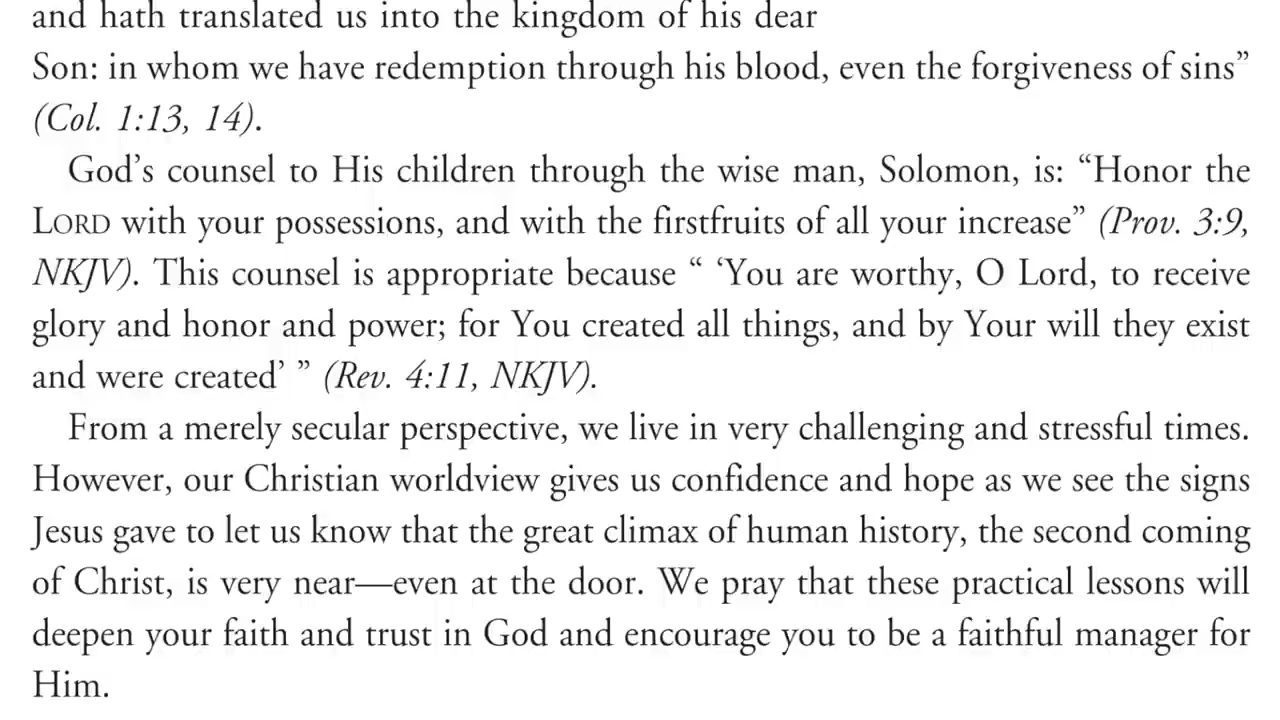 and hath translated us into the kingdom of his dear
Son: in whom we have redemption through his blood, even the forgiveness of sins”
(Col. 1:13, 14).
God’s counsel to His children through the wise man, Solomon, is: “Honor the
LORD with your possessions, and with the firstfruits of all your increase” (Prov. 3:9,
NKJV). This counsel is appropriate because “ ‘You are worthy, O Lord, to receive
glory and honor and power; for You created all things, and by Your will they exist
and were created’ ” (Rev. 4:11, NKJV).
From a merely secular perspective, we live in very challenging and stressful times.
However, our Christian worldview gives us confidence and hope as we see the signs
Jesus gave to let us know that the great climax of human history, the second coming
of Christ, is very near—even at the door. We pray that these practical lessons will
deepen your faith and trust in God and encourage you to be a faithful manager for
Him.